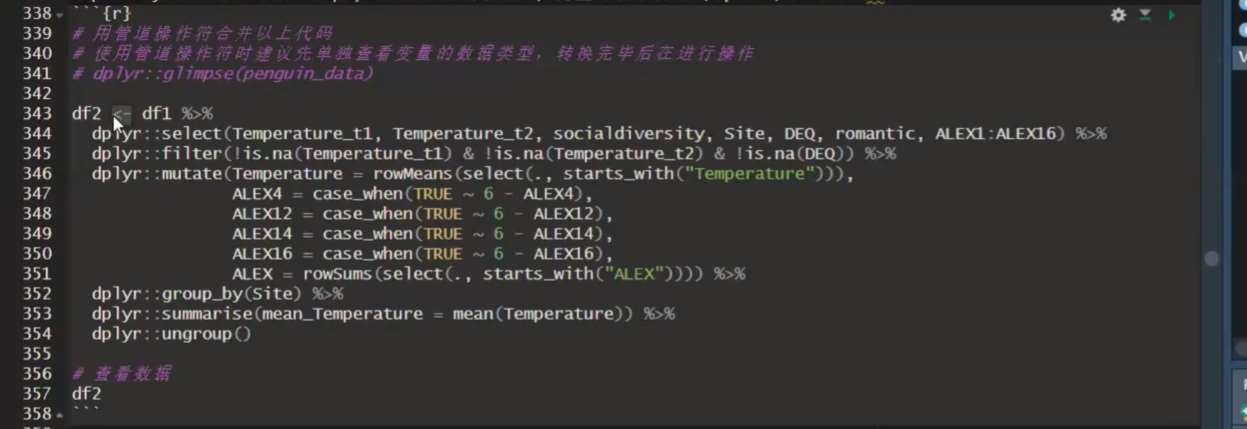 338 ```{r}
339 # 用管道操作符合并以上代码
340 # 使用管道操作符时建议先单独查看变量的数据类型，转换完毕后在进行操作
341 # dplyr::glimpse(penguin_data)
342
343 df2 <- df1 %>%
344 dplyr::select(Temperature_t1, Temperature_t2, socialdiversity, Site, DEQ, romantic, ALEX1:ALEX16) %>%
345 dplyr::filter(!is.na(Temperature_t1) & !is.na(Temperature_t2) & !is.na(DEQ)) %>%
346 dplyr::mutate(Temperature = rowMeans(select(., starts_with("Temperature"))),
347 ALEX4 = case_when(TRUE ~ 6 - ALEX4),
348 ALEX12 = case_when(TRUE ~ 6 - ALEX12),
349 ALEX14 = case_when(TRUE ~ 6 - ALEX14),
350 ALEX16 = case_when(TRUE ~ 6 - ALEX16),
351 ALEX = rowSums(select(., starts_with("ALEX")))) %>%
352 dplyr::group_by(Site) %>%
353 dplyr::summarise(mean_Temperature = mean(Temperature)) %>%
354 dplyr::ungroup()
355
356 # 查看数据
357 df2
358 ```